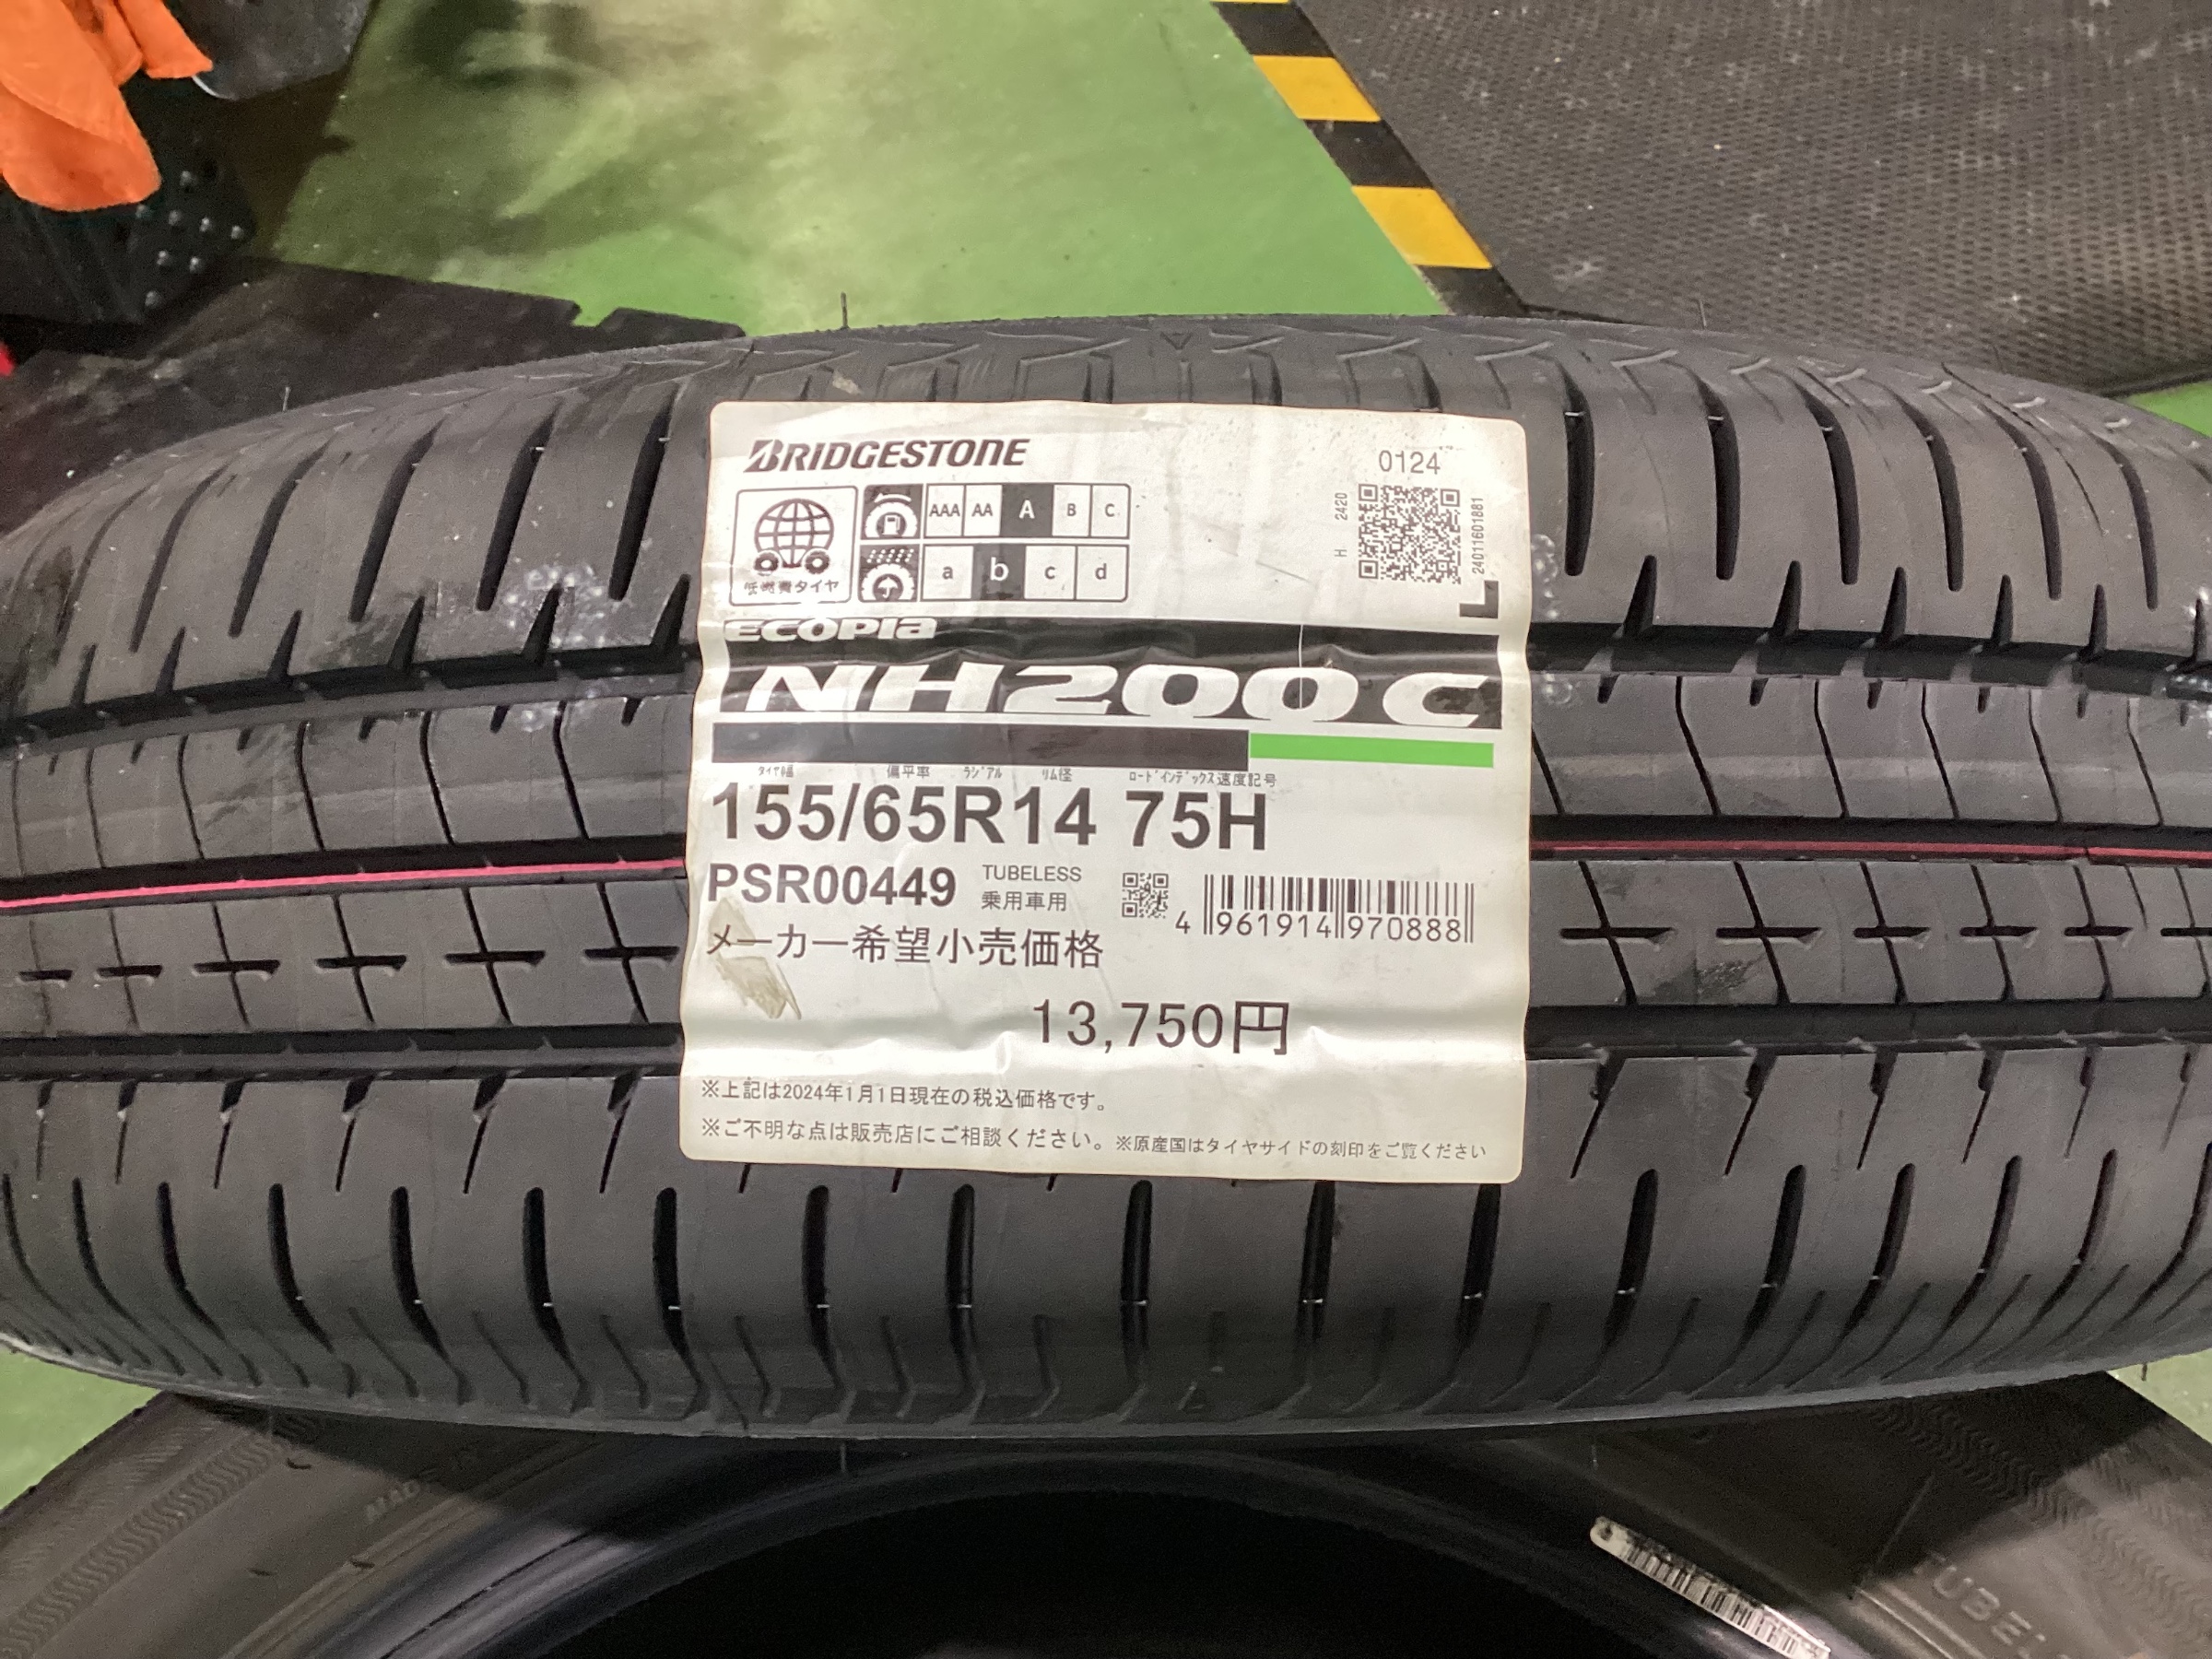 BRIDGESTONE
0124
AAA AA A B C
a b c d
低燃費タイヤ
H 2420
2401160188​1
L
ECOPIA
NH200 C
タイヤ幅 偏平率 ラジアル リム径 ロードインデックス 速度記号
155/65R14 75H
PSR00449
TUBELESS
乗用車用
4 961914 970888
メーカー希望小売価格
13,750円
※上記は2024年1月1日現在の税込価格です。
※ご不明な点は販売店にご相談ください。※原産国はタイヤサイドの刻印をご覧ください